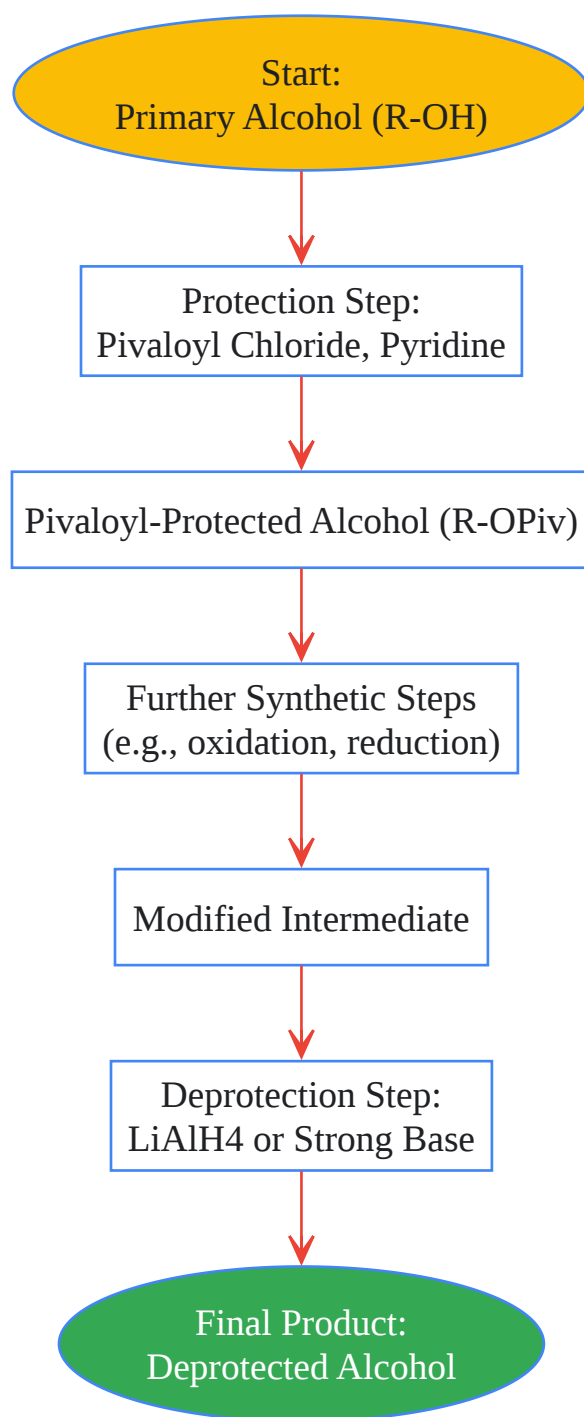 Start:
Primary Alcohol (R-OH)
Protection Step:
Pivaloyl Chloride, Pyridine
Pivaloyl-Protected Alcohol (R-OPiv)
Further Synthetic Steps
(e.g., oxidation, reduction)
Modified Intermediate
Deprotection Step:
LiAlH4 or Strong Base
Final Product:
Deprotected Alcohol